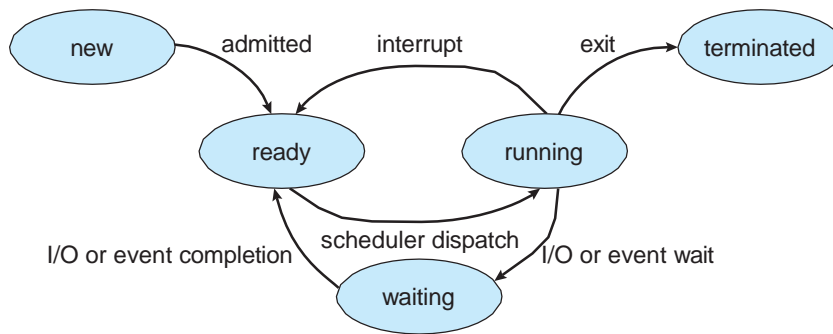 new
admitted
interrupt
exit
terminated
ready
running
scheduler dispatch
I/O or event completion
I/O or event wait
waiting